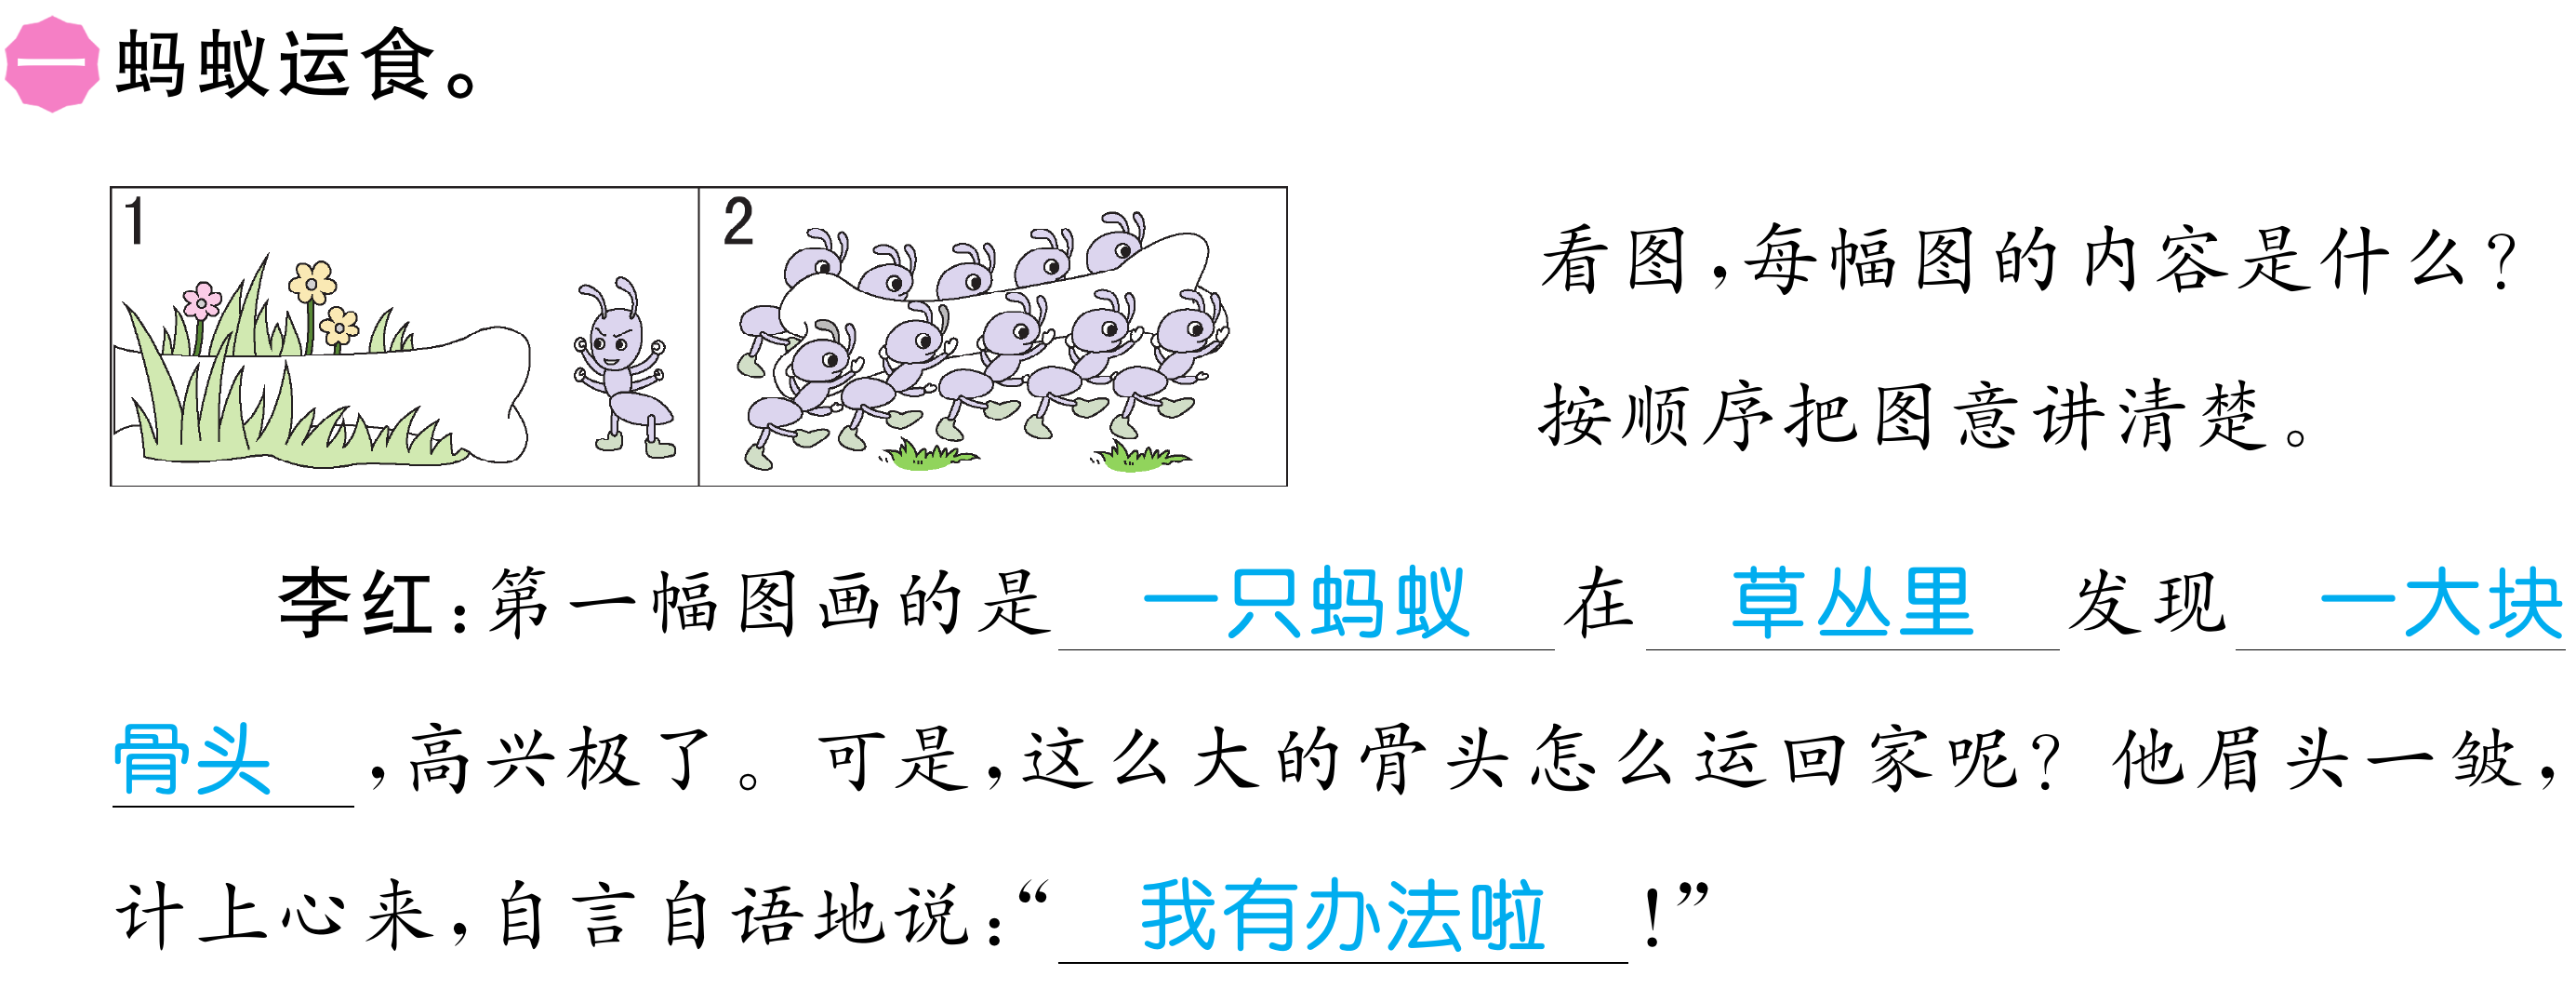 一 蚂蚁运食。
1
2
看图,每幅图的内容是什么?
按顺序把图意讲清楚。
李红:第一幅图画的是 一只蚂蚁 在 草丛里 发现 一大块
骨头 ,高兴极了。可是,这么大的骨头怎么运回家呢? 他眉头一皱,
计上心来,自言自语地说:“ 我有办法啦 !”